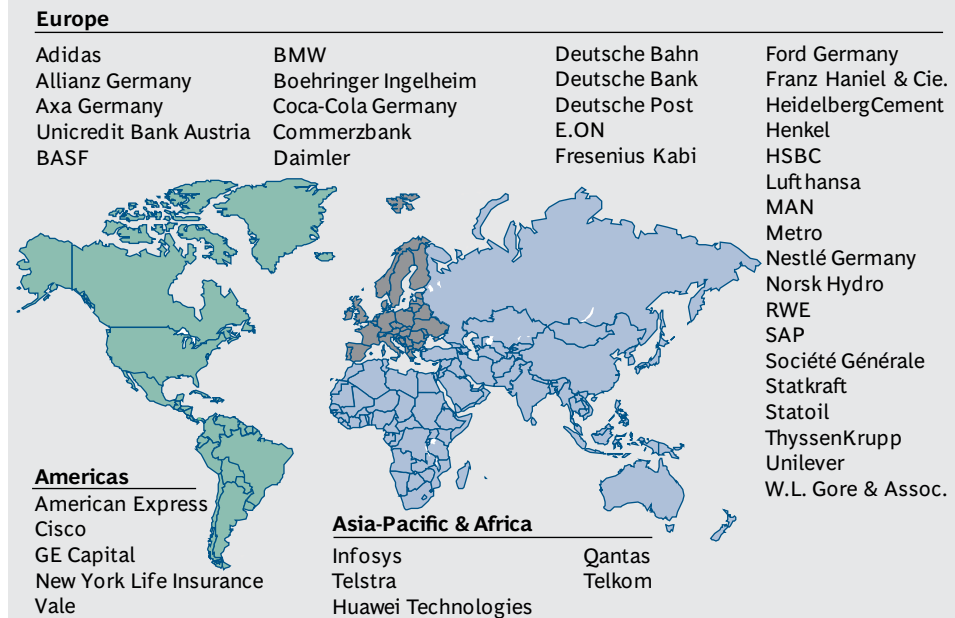 Europe
Adidas
Allianz Germany
Axa Germany
Unicredit Bank Austria
BASF
BMW
Boehringer Ingelheim
Coca-Cola Germany
Commerzbank
Daimler
Deutsche Bahn
Deutsche Bank
Deutsche Post
E.ON
Fresenius Kabi
Ford Germany
Franz Haniel & Cie.
HeidelbergCement
Henkel
HSBC
Lufthansa
MAN
Metro
Nestlé Germany
Norsk Hydro
RWE
SAP
Société Générale
Statkraft
Statoil
ThyssenKrupp
Unilever
W.L. Gore & Assoc.
Americas
American Express
Cisco
GE Capital
New York Life Insurance
Vale
Asia-Pacific & Africa
Infosys
Telstra
Huawei Technologies
Qantas
Telkom